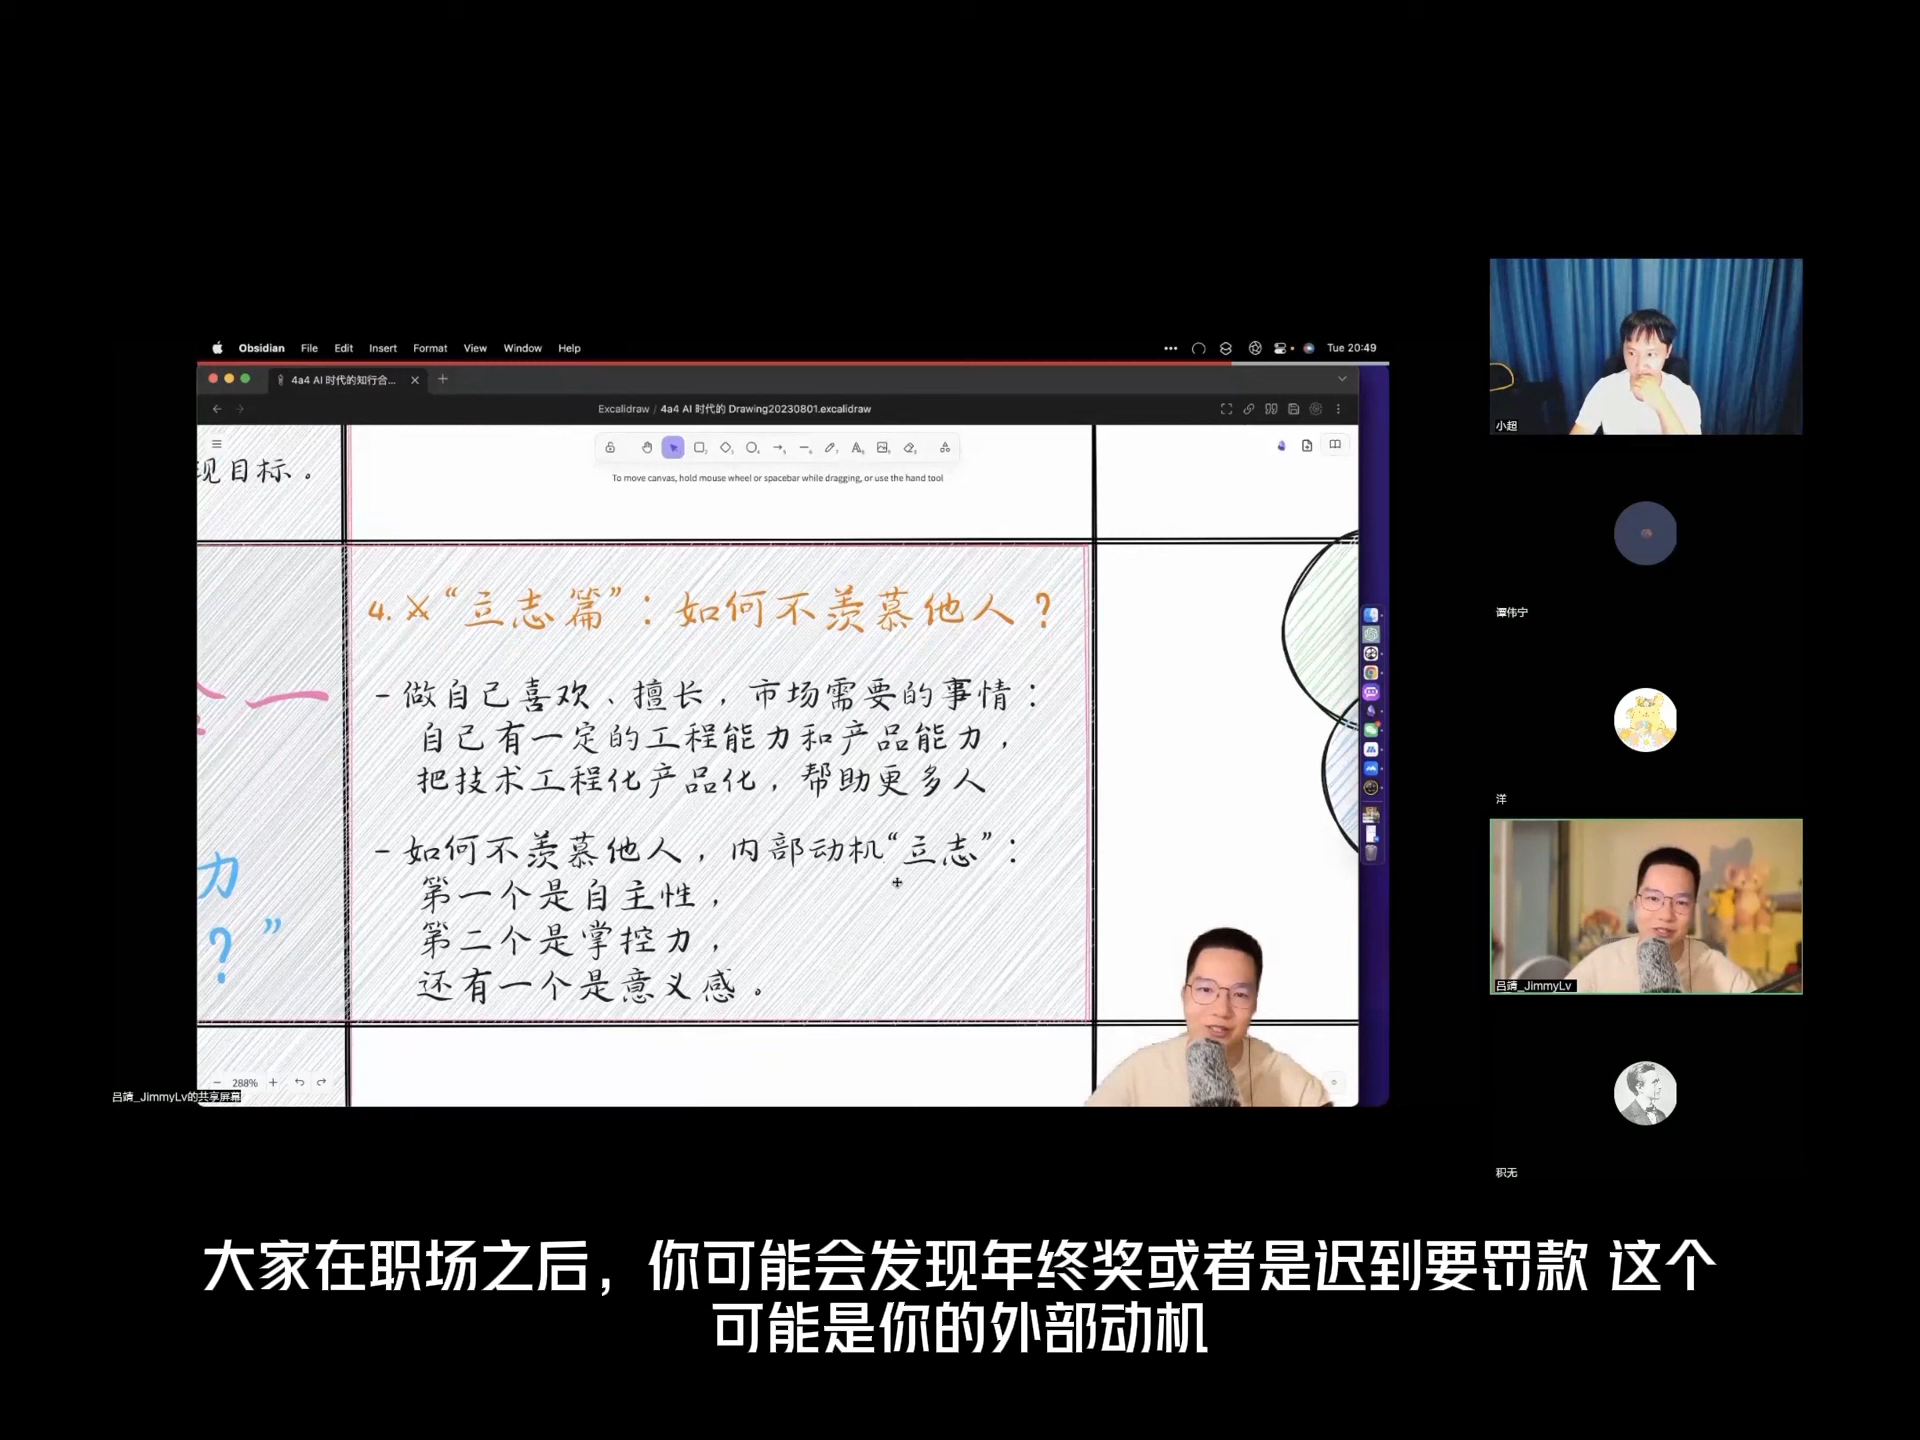 Obsidian File Edit Insert Format View Window Help
Tue 20:49
4a4 AI 时代的知行合...
Excalidraw / 4a4 AI 时代的 Drawing20230801.excalidraw
To move canvas, hold mouse wheel or spacebar while dragging, or use the hand tool
现目标。
4. “立志篇”：如何不羡慕他人？
- 做自己喜欢、擅长，市场需要的事情：
自己有一定的工程能力和产品能力，
把技术工程化产品化，帮助更多人
- 如何不羡慕他人，内部动机“立志”：
第一个是自主性，
第二个是掌控力，
还有一个是意义感。
一
力
？”
288%
吕靖_JimmyLv的共享屏幕
小超
谭伟宁
洋
吕靖_JimmyLv
积无
大家在职场之后，你可能会发现年终奖或者是迟到要罚款 这个
可能是你的外部动机